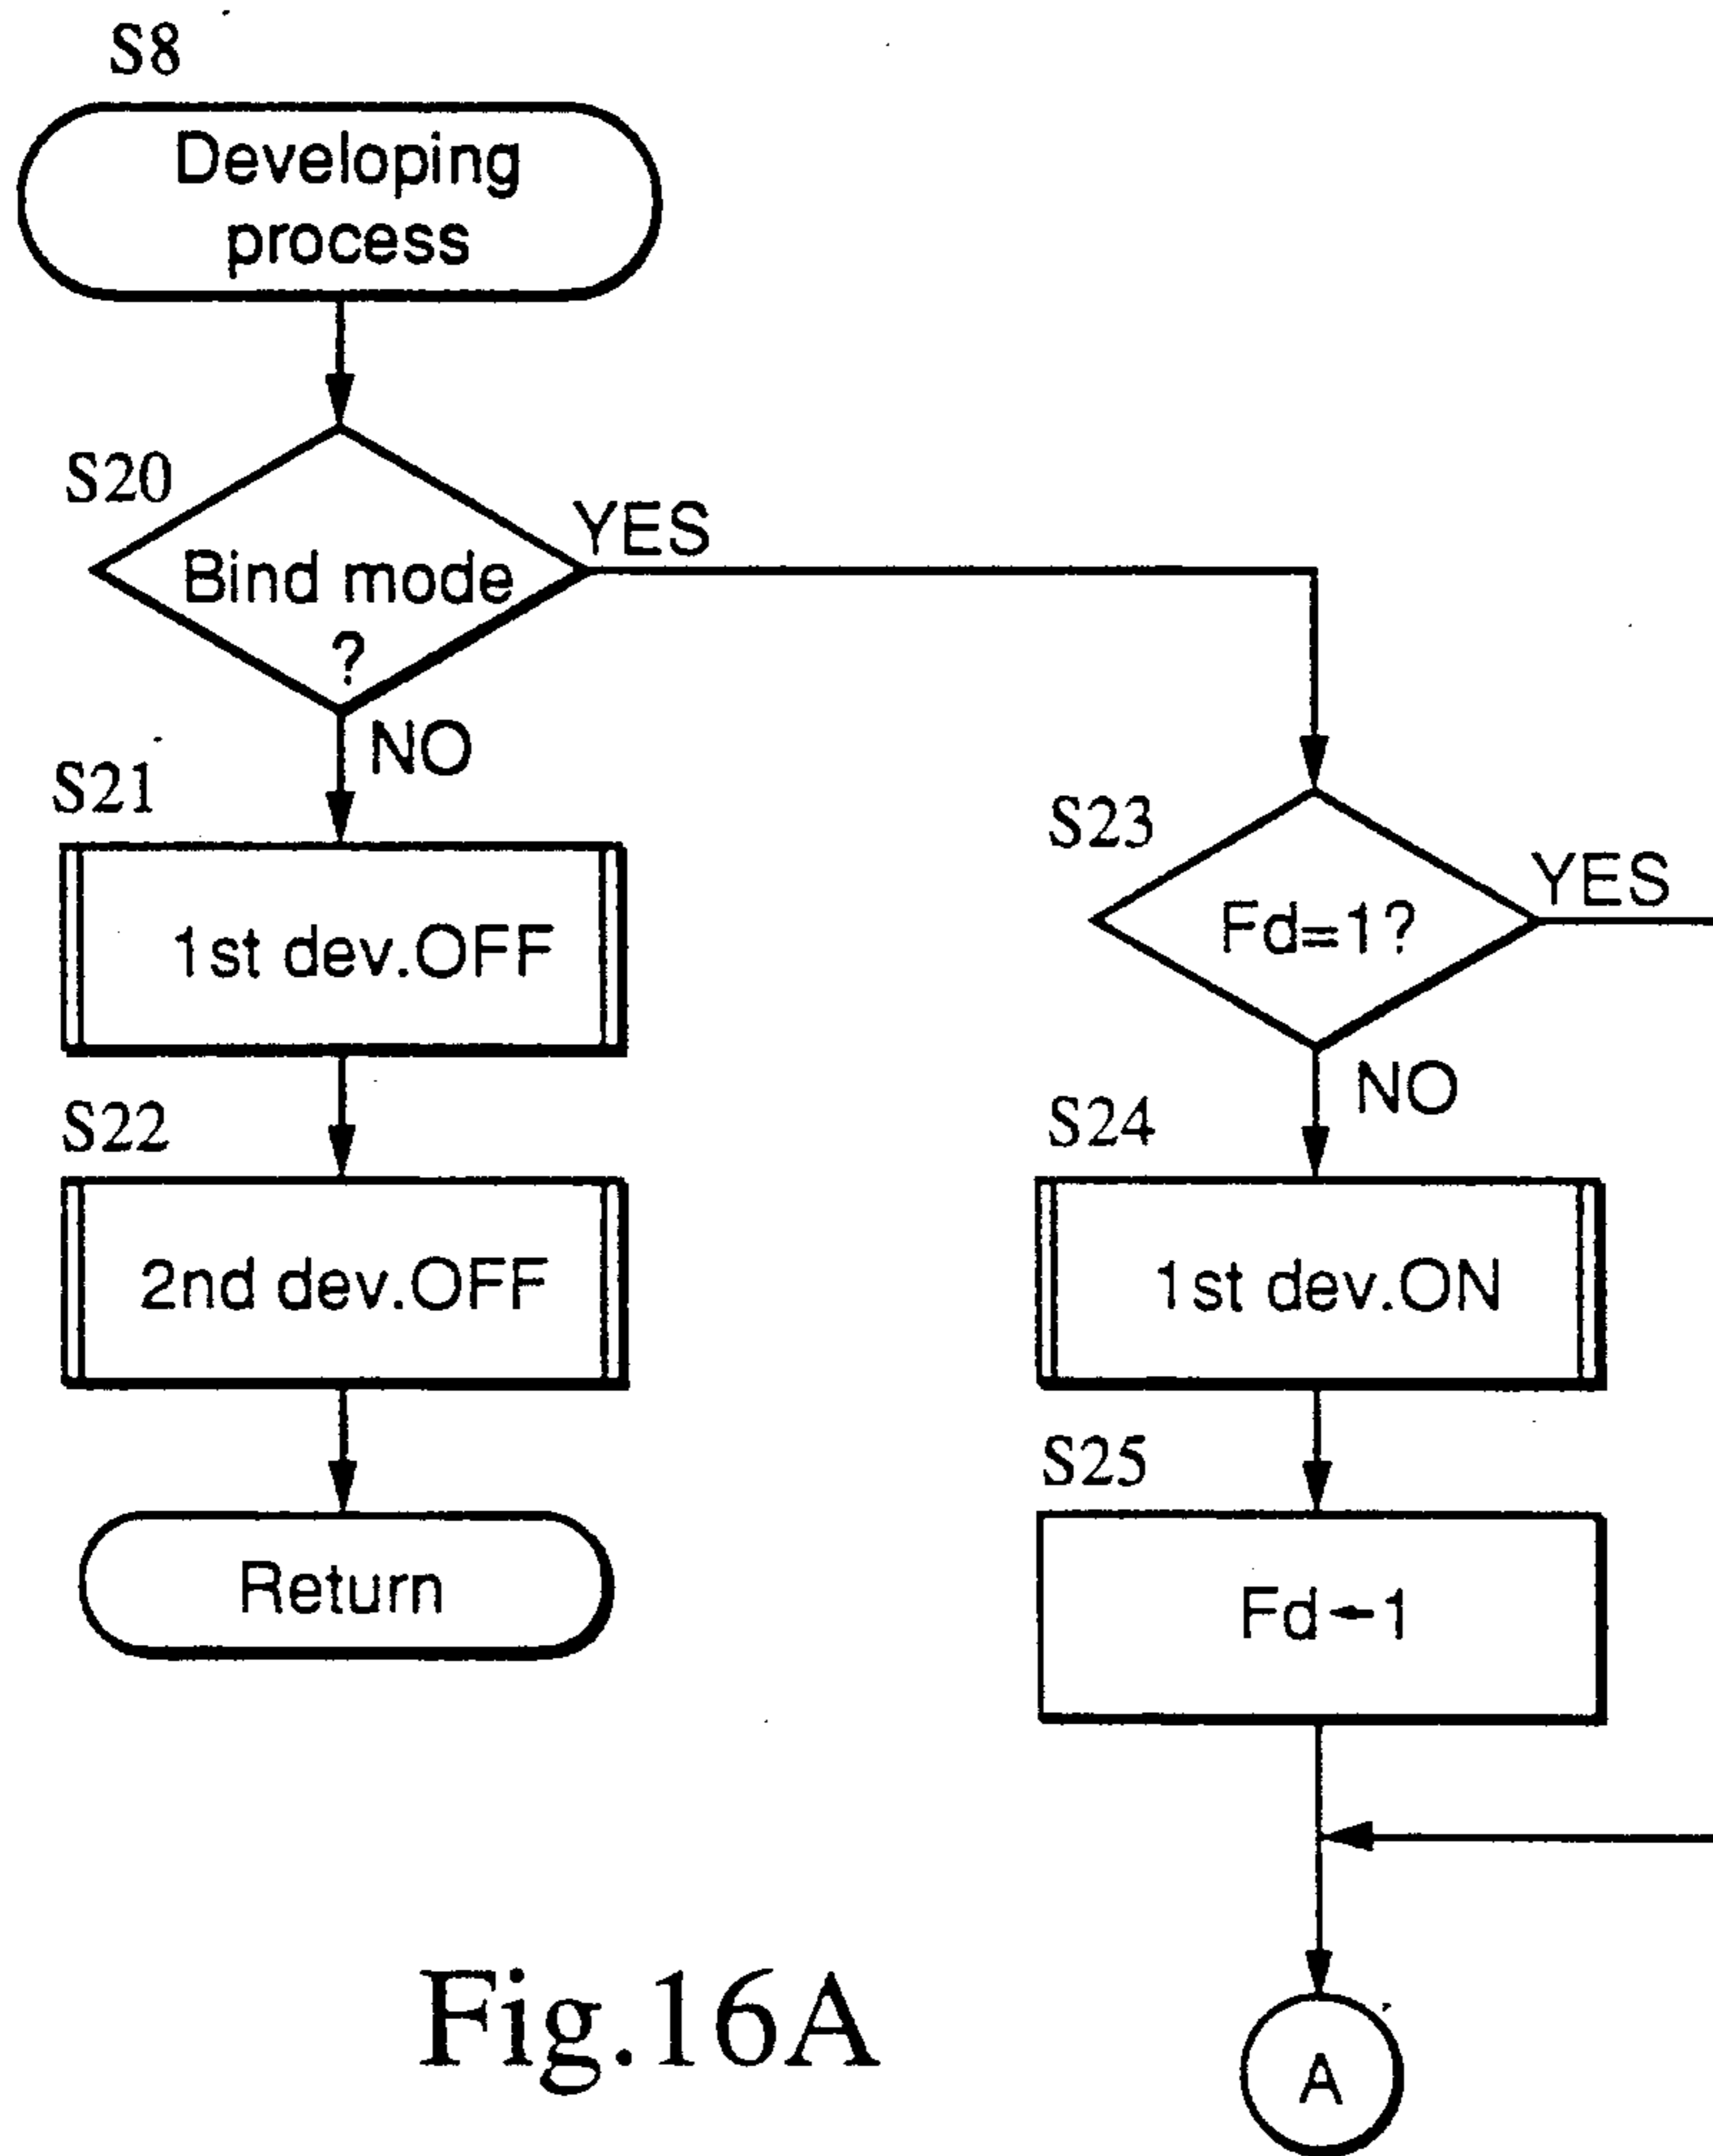 S8
Developing
process
S20
Bind mode
?
YES
NO
S21
1st dev.OFF
S22
2nd dev.OFF
Return
S23
Fd=1?
YES
NO
S24
1st dev.ON
S25
Fd←1
A
Fig.16A